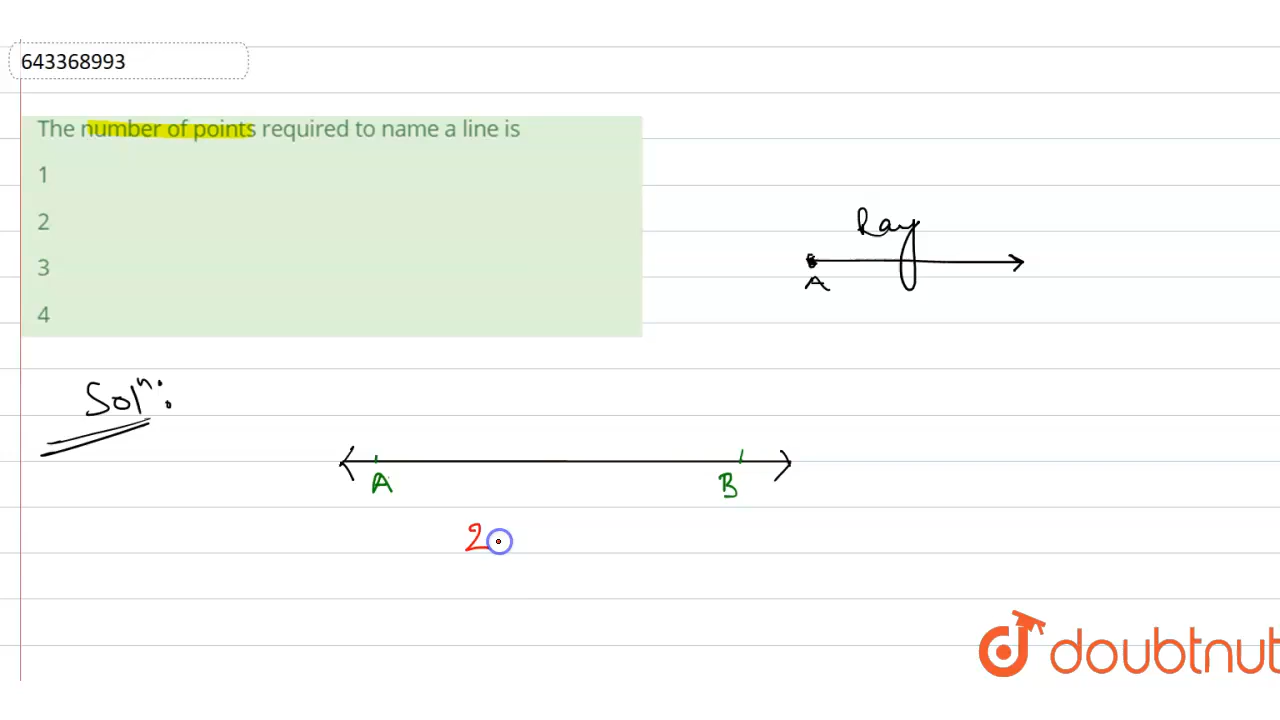 643368993
The number of points required to name a line is
1
2
3
4
Ray
A
Solⁿ:
A B
2
doubtnut